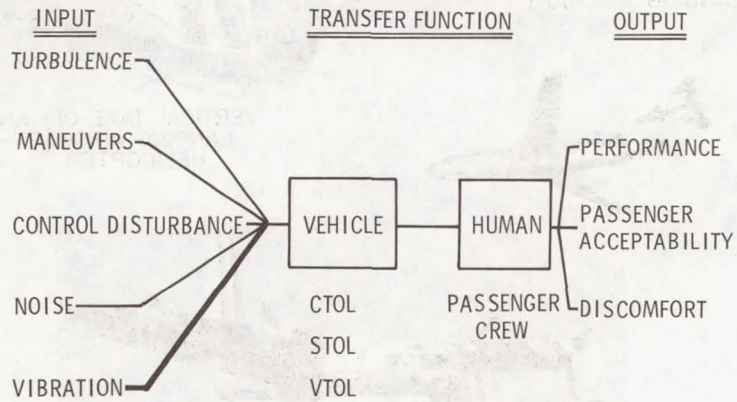 INPUT
TRANSFER FUNCTION
OUTPUT
TURBULENCE
MANEUVERS
CONTROL DISTURBANCE
NOISE
VIBRATION
VEHICLE
CTOL
STOL
VTOL
HUMAN
PASSENGER
CREW
PERFORMANCE
PASSENGER
ACCEPTABILITY
DISCOMFORT